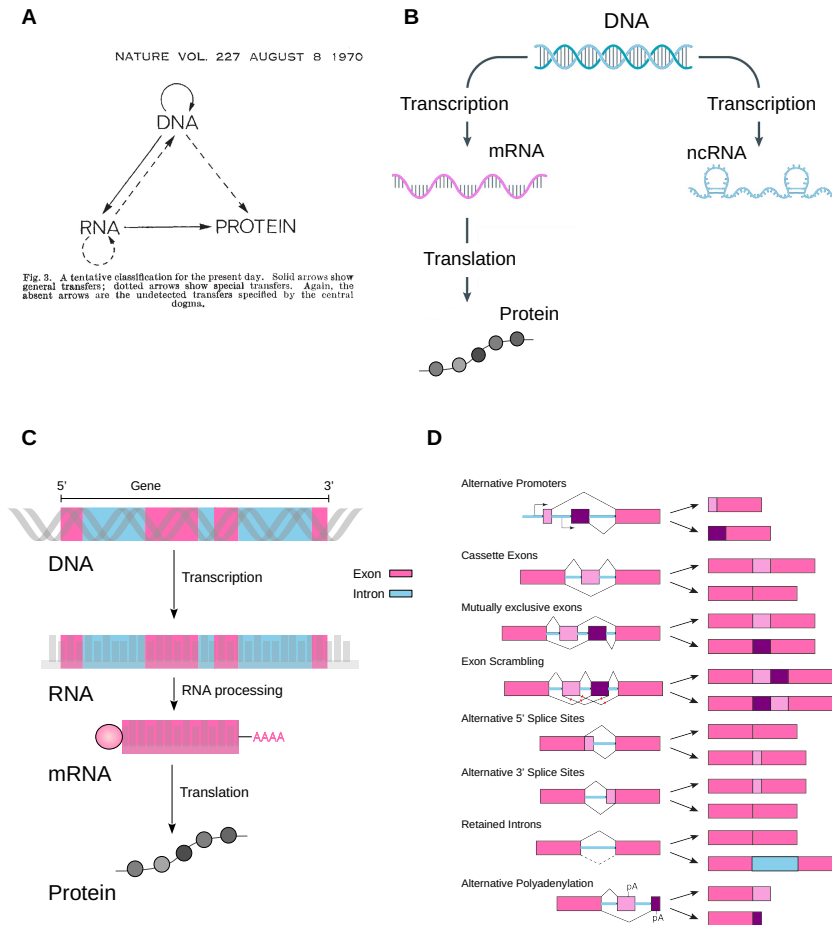 A
NATURE VOL. 227 AUGUST 8 1970
DNA
RNA
PROTEIN
Fig. 3. A tentative classification for the present day. Solid arrows show
general transfers; dotted arrows show special transfers. Again, the
absent arrows are the undetected transfers specified by the central
dogma.
B
DNA
Transcription
Transcription
mRNA
ncRNA
Translation
Protein
C
5' Gene 3'
DNA
Transcription
Exon
Intron
RNA
RNA processing
AAAA
mRNA
Translation
Protein
D
Alternative Promoters
Cassette Exons
Mutually exclusive exons
Exon Scrambling
Alternative 5' Splice Sites
Alternative 3' Splice Sites
Retained Introns
Alternative Polyadenylation
pA
pA